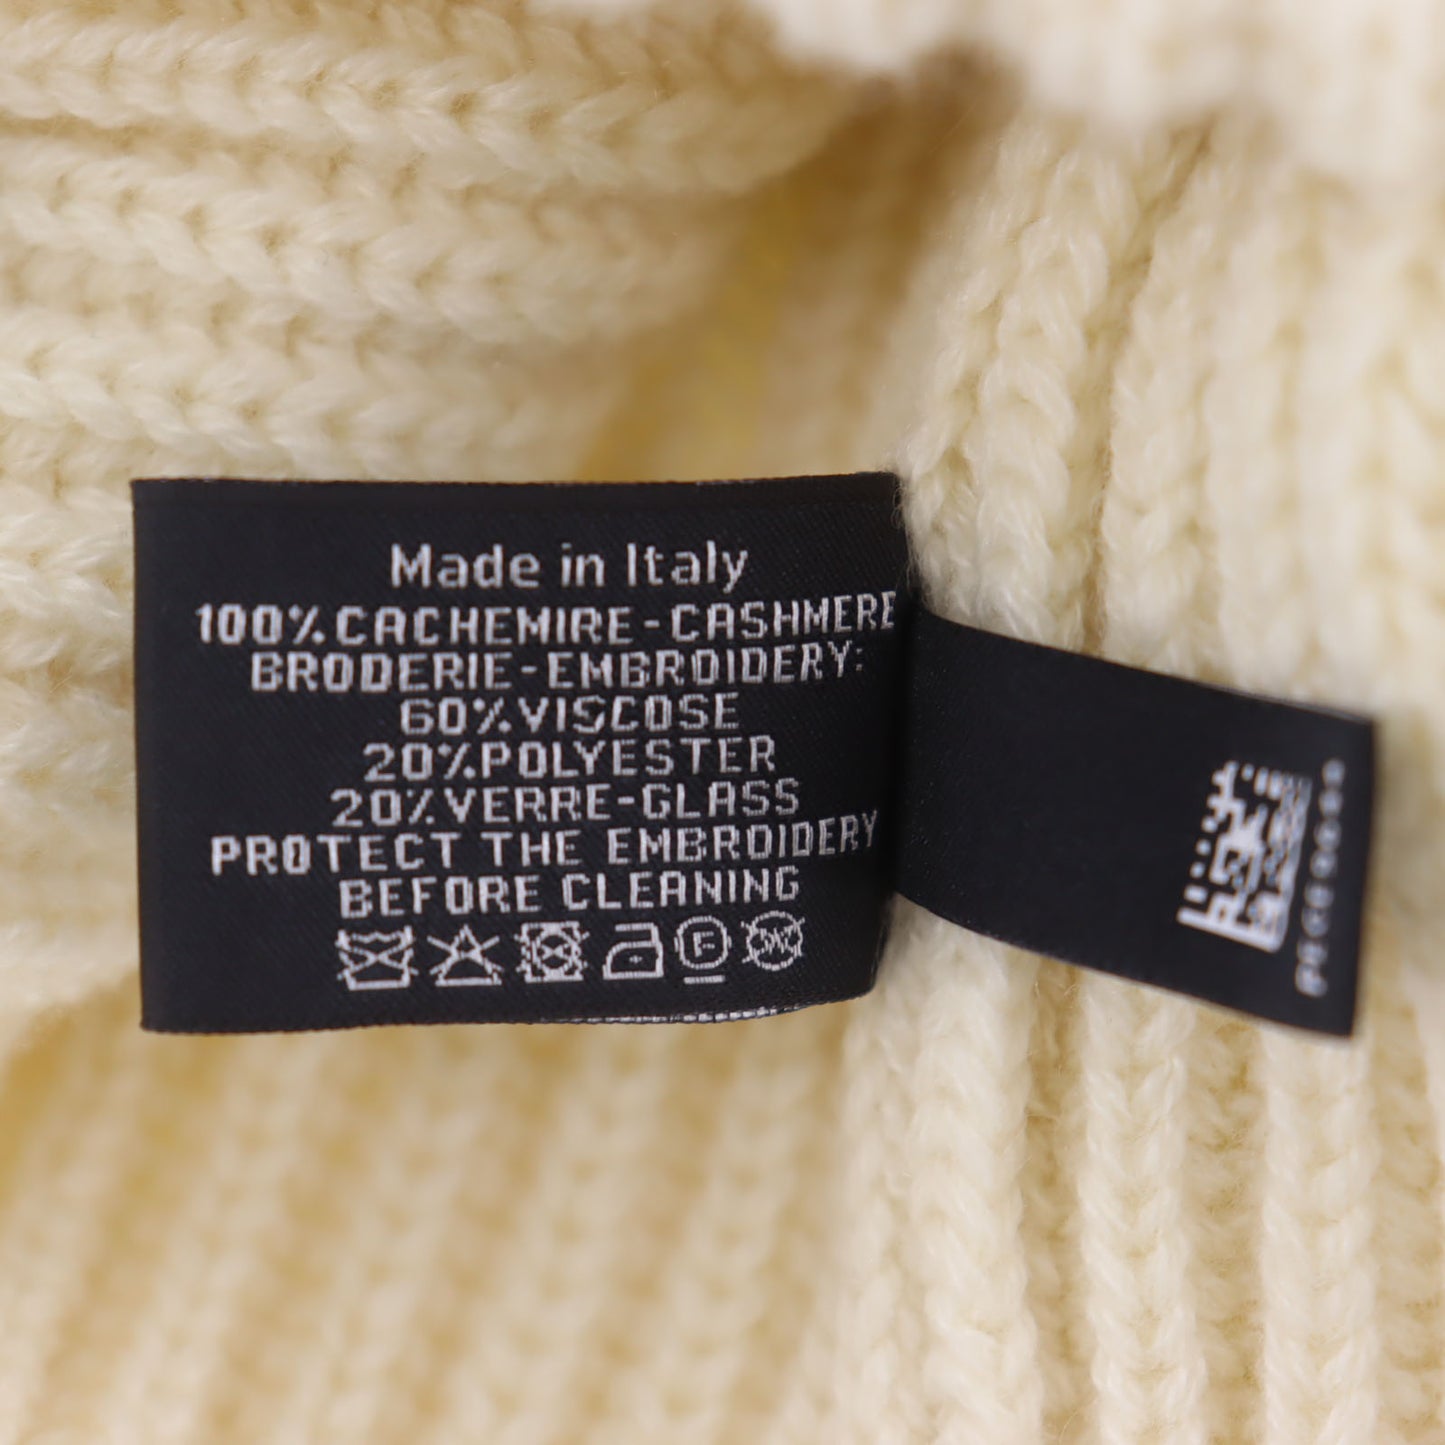 Made in Italy
100% CACHEMIRE-CASHMERE
BRODERIE-EMBROIDERY:
60% VISCOSE
20% POLYESTER
20% VERRE-GLASS
PROTECT THE EMBROIDERY
BEFORE CLEANING
F
W